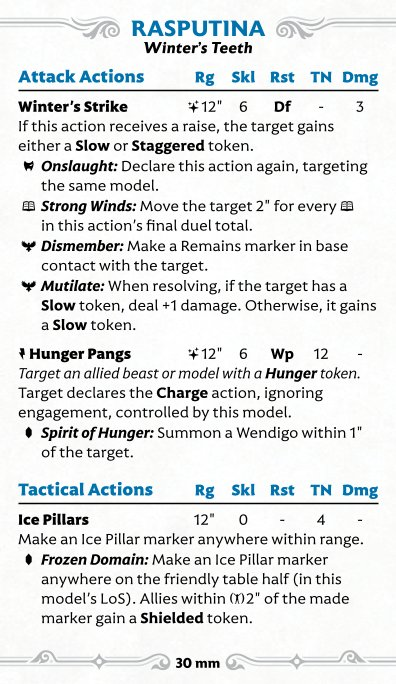 RASPUTINA
Winter's Teeth
Attack Actions Rg Skl Rst TN Dmg
Winter's Strike 12" 6 Df - 3
If this action receives a raise, the target gains
either a Slow or Staggered token.
Onslaught: Declare this action again, targeting
the same model.
Strong Winds: Move the target 2" for every
in this action's final duel total.
Dismember: Make a Remains marker in base
contact with the target.
Mutilate: When resolving, if the target has a
Slow token, deal +1 damage. Otherwise, it gains
a Slow token.
Hunger Pangs 12" 6 Wp 12 -
Target an allied beast or model with a Hunger token.
Target declares the Charge action, ignoring
engagement, controlled by this model.
Spirit of Hunger: Summon a Wendigo within 1"
of the target.
Tactical Actions Rg Skl Rst TN Dmg
Ice Pillars 12" 0 - 4 -
Make an Ice Pillar marker anywhere within range.
Frozen Domain: Make an Ice Pillar marker
anywhere on the friendly table half (in this
model's LoS). Allies within 2" of the made
marker gain a Shielded token.
30 mm